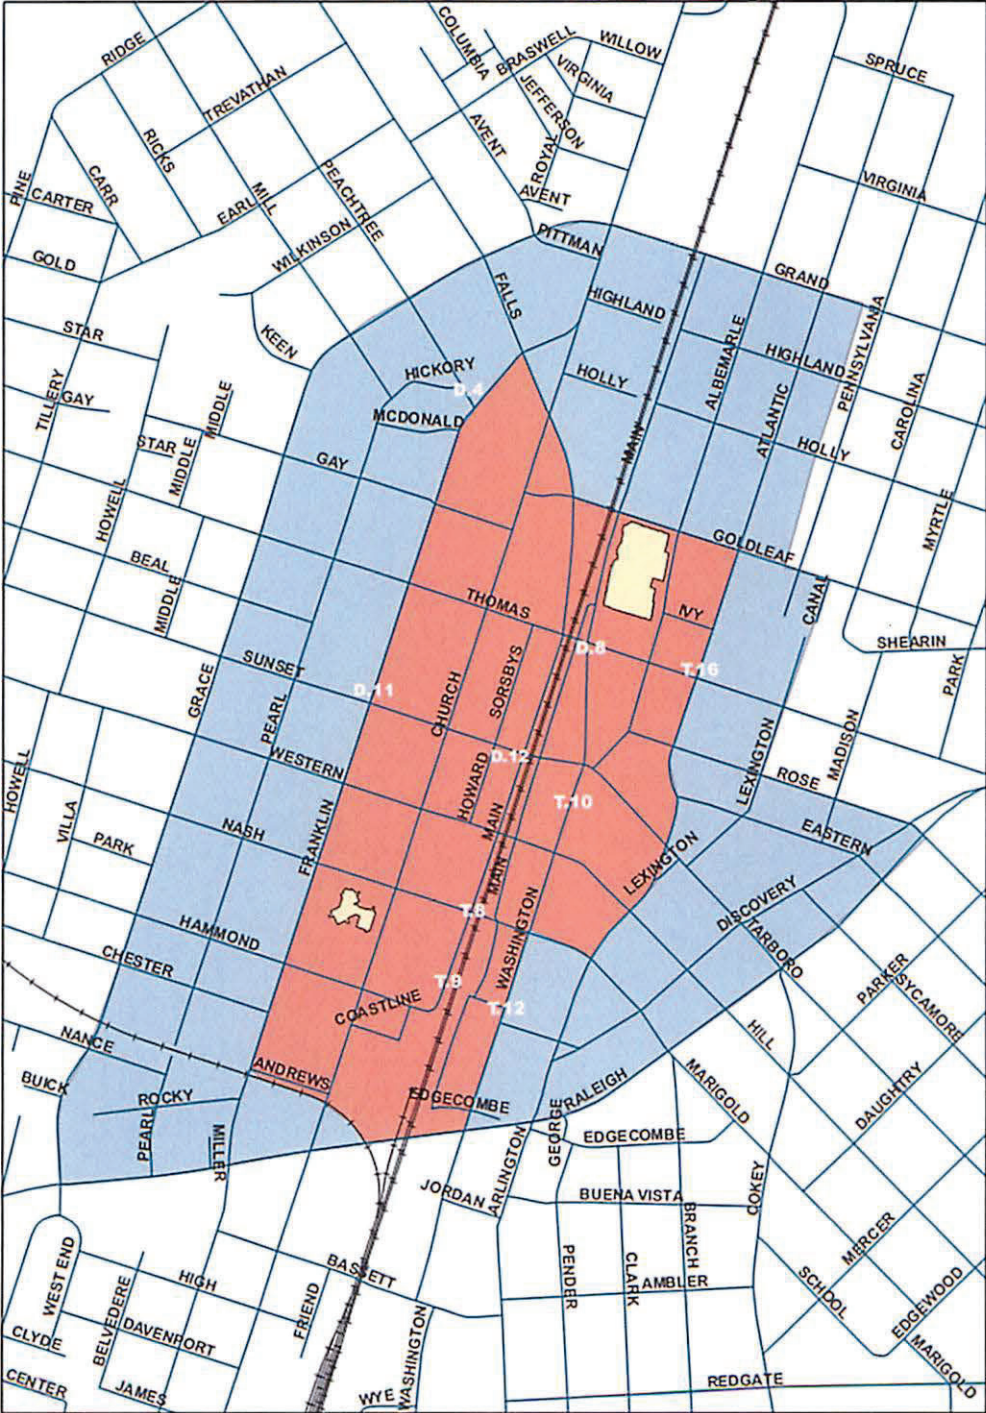 COLUMBIA
RIDGE
BRASWELL
WILLOW
SPRUCE
VIRGINIA
TREVATHAN
JEFFERSON
RICKS
AVENT
ROYAL
CARR
PINE
CARTER
PEACHTREE
MILL
EARL
AVENT
VIRGINIA
WILKINSON
PITTMAN
GOLD
GRAND
FALLS
HIGHLAND
STAR
KEEN
PENNSYLVANIA
ALBEMARLE
HIGHLAND
HICKORY
HOLLY
D.4
TILLERY
GAY
MIDDLE
MCDONALD
ATLANTIC
CAROLINA
MAIN
STAR
MIDDLE
GAY
HOLLY
HOWELL
MYRTLE
GOLDLEAF
BEAL
MIDDLE
THOMAS
IVY
CANAL
SHEARIN
D.8
SUNSET
GRACE
D.11
T.16
PARK
SORSBYS
CHURCH
PEARL
MADISON
D.12
WESTERN
LEXINGTON
ROSE
HOWELL
HOWARD
T.10
VILLA
MAIN
NASH
PARK
FRANKLIN
EASTERN
MAIN
LEXINGTON
DISCOVERY
T.8
HAMMOND
WASHINGTON
TARBORO
CHESTER
T.9
PARKER
SYCAMORE
COASTLINE
T.12
NANCE
HILL
ANDREWS
BUICK
ROCKY
EDGECOMBE
RALEIGH
MARIGOLD
DAUGHTRY
PEARL
MILLER
GEORGE
EDGECOMBE
ARLINGTON
JORDAN
BUENA VISTA
COKEY
BRANCH
MERCER
WEST END
BASSETT
HIGH
PENDER
CLARK
AMBLER
SCHOOL
FRIEND
EDGEWOOD
BELVEDERE
CLYDE
DAVENPORT
WASHINGTON
MARIGOLD
CENTER
JAMES
WYE
REDGATE